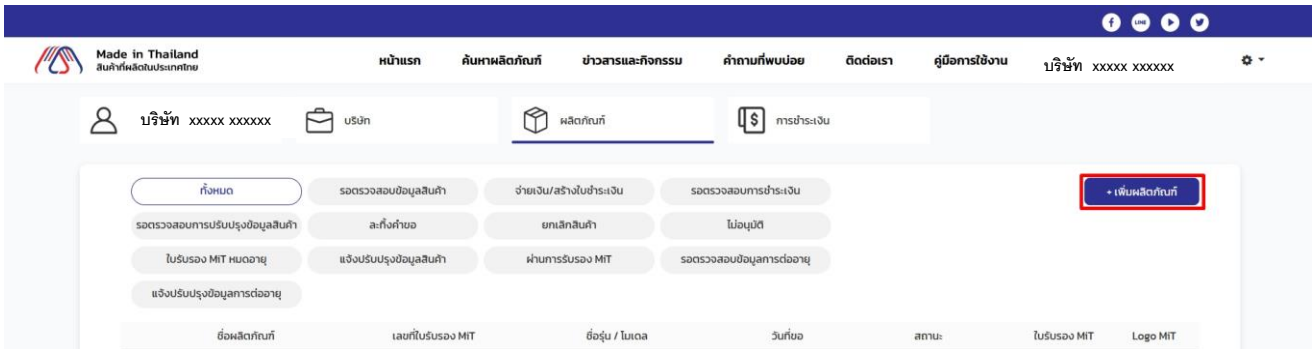 LINE
Made in Thailand
สินค้าที่ผลิตในประเทศไทย
หน้าแรก ค้นหาผลิตภัณฑ์ ข่าวสารและกิจกรรม คำถามที่พบบ่อย ติดต่อเรา คู่มือการใช้งาน บริษัท xxxxx xxxxxx
บริษัท xxxxx xxxxxx บริษัท ผลิตภัณฑ์ การชำระเงิน
ทั้งหมด รอตรวจสอบข้อมูลสินค้า จ่ายเงิน/สร้างใบชำระเงิน รอตรวจสอบการชำระเงิน + เพิ่มผลิตภัณฑ์
รอตรวจสอบการปรับปรุงข้อมูลสินค้า ละทิ้งคำขอ ยกเลิกสินค้า ไม่อนุมัติ
ใบรับรอง MiT หมดอายุ แจ้งปรับปรุงข้อมูลสินค้า ผ่านการรับรอง MiT รอตรวจสอบข้อมูลการต่ออายุ
แจ้งปรับปรุงข้อมูลการต่ออายุ
ชื่อผลิตภัณฑ์ เลขที่ใบรับรอง MiT ชื่อรุ่น / โมเดล วันที่ขอ สถานะ ใบรับรอง MiT Logo MiT